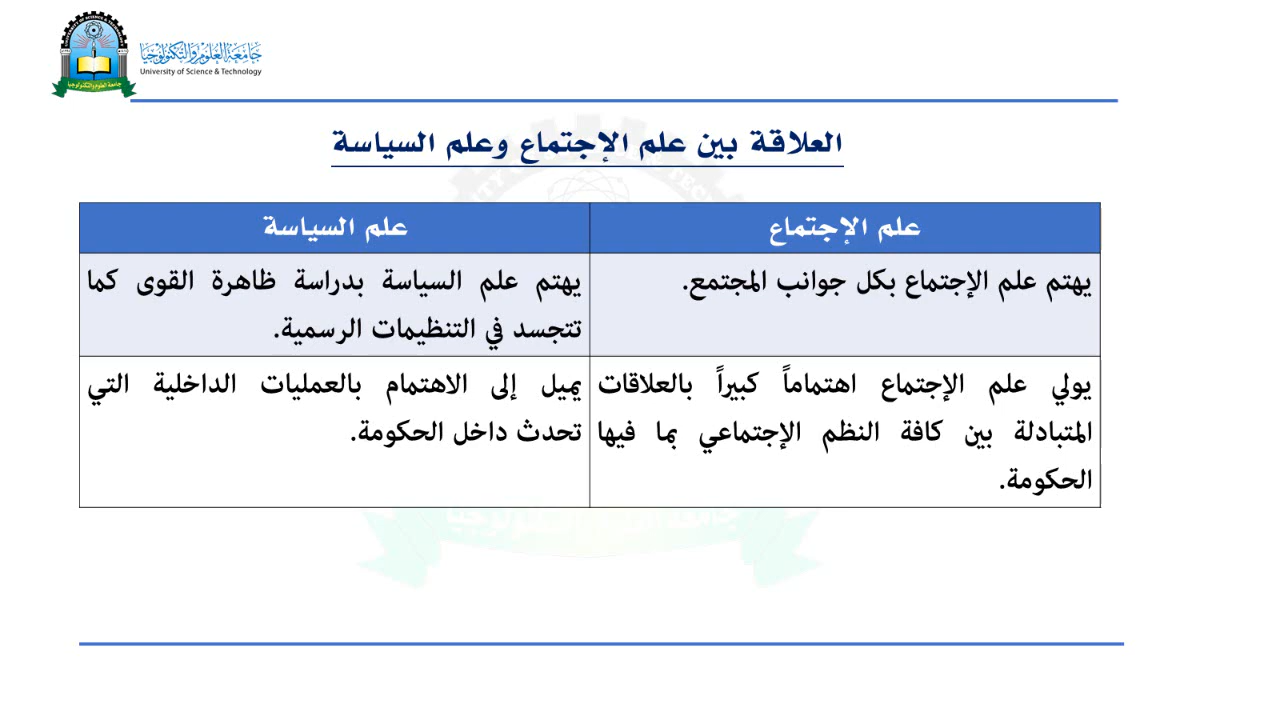 جامعة العلوم والتكنولوجيا
University of Science & Technology
جامعة العلوم والتكنولوجيا
العلاقة بين علم الإجتماع وعلم السياسة
علم الإجتماع
علم السياسة
يهتم علم الإجتماع بكل جوانب المجتمع.
يهتم علم السياسة بدراسة ظاهرة القوى كما
تتجسد في التنظيمات الرسمية.
يولي علم الإجتماع اهتماماً كبيراً بالعلاقات
المتبادلة بين كافة النظم الإجتماعي بما فيها
الحكومة.
يميل إلى الاهتمام بالعمليات الداخلية التي
تحدث داخل الحكومة.